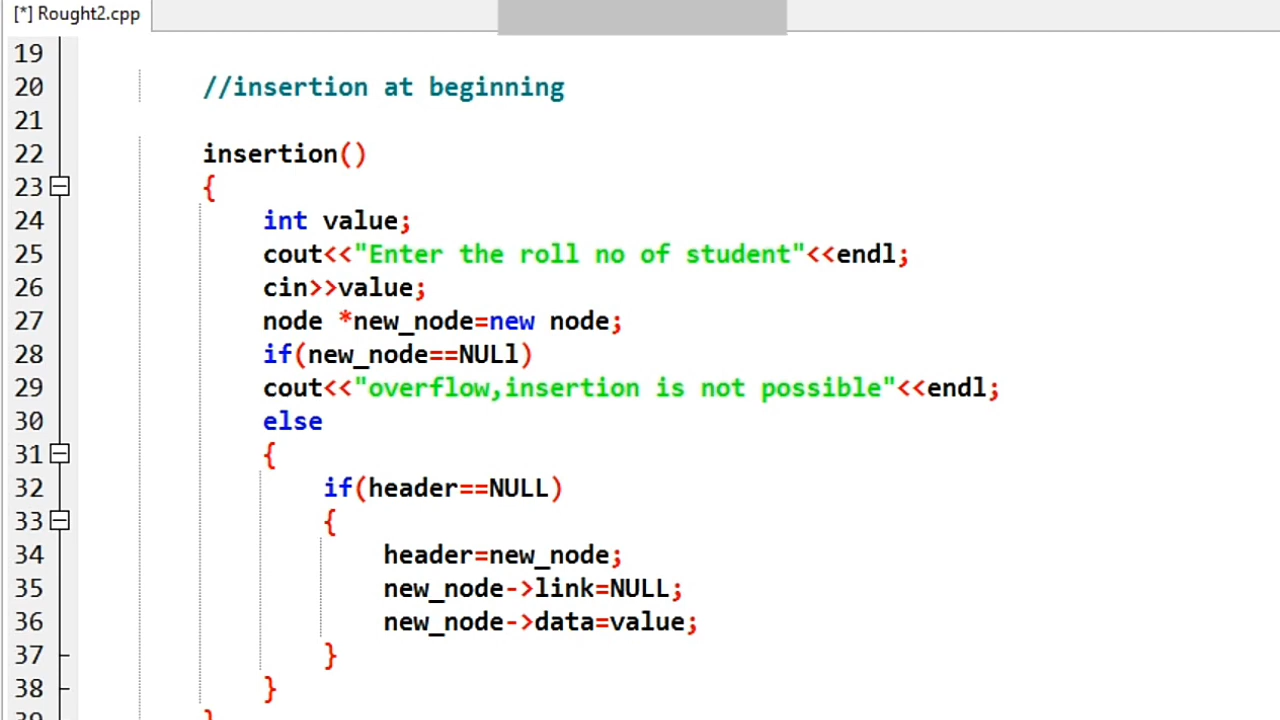 [*] Rought2.cpp
19
20 //insertion at beginning
21
22 insertion()
23 {
24 int value;
25 cout<<"Enter the roll no of student"<<endl;
26 cin>>value;
27 node *new_node=new node;
28 if(new_node==NULl)
29 cout<<"overflow,insertion is not possible"<<endl;
30 else
31 {
32 if(header==NULL)
33 {
34 header=new_node;
35 new_node->link=NULL;
36 new_node->data=value;
37 }
38 }
39 }